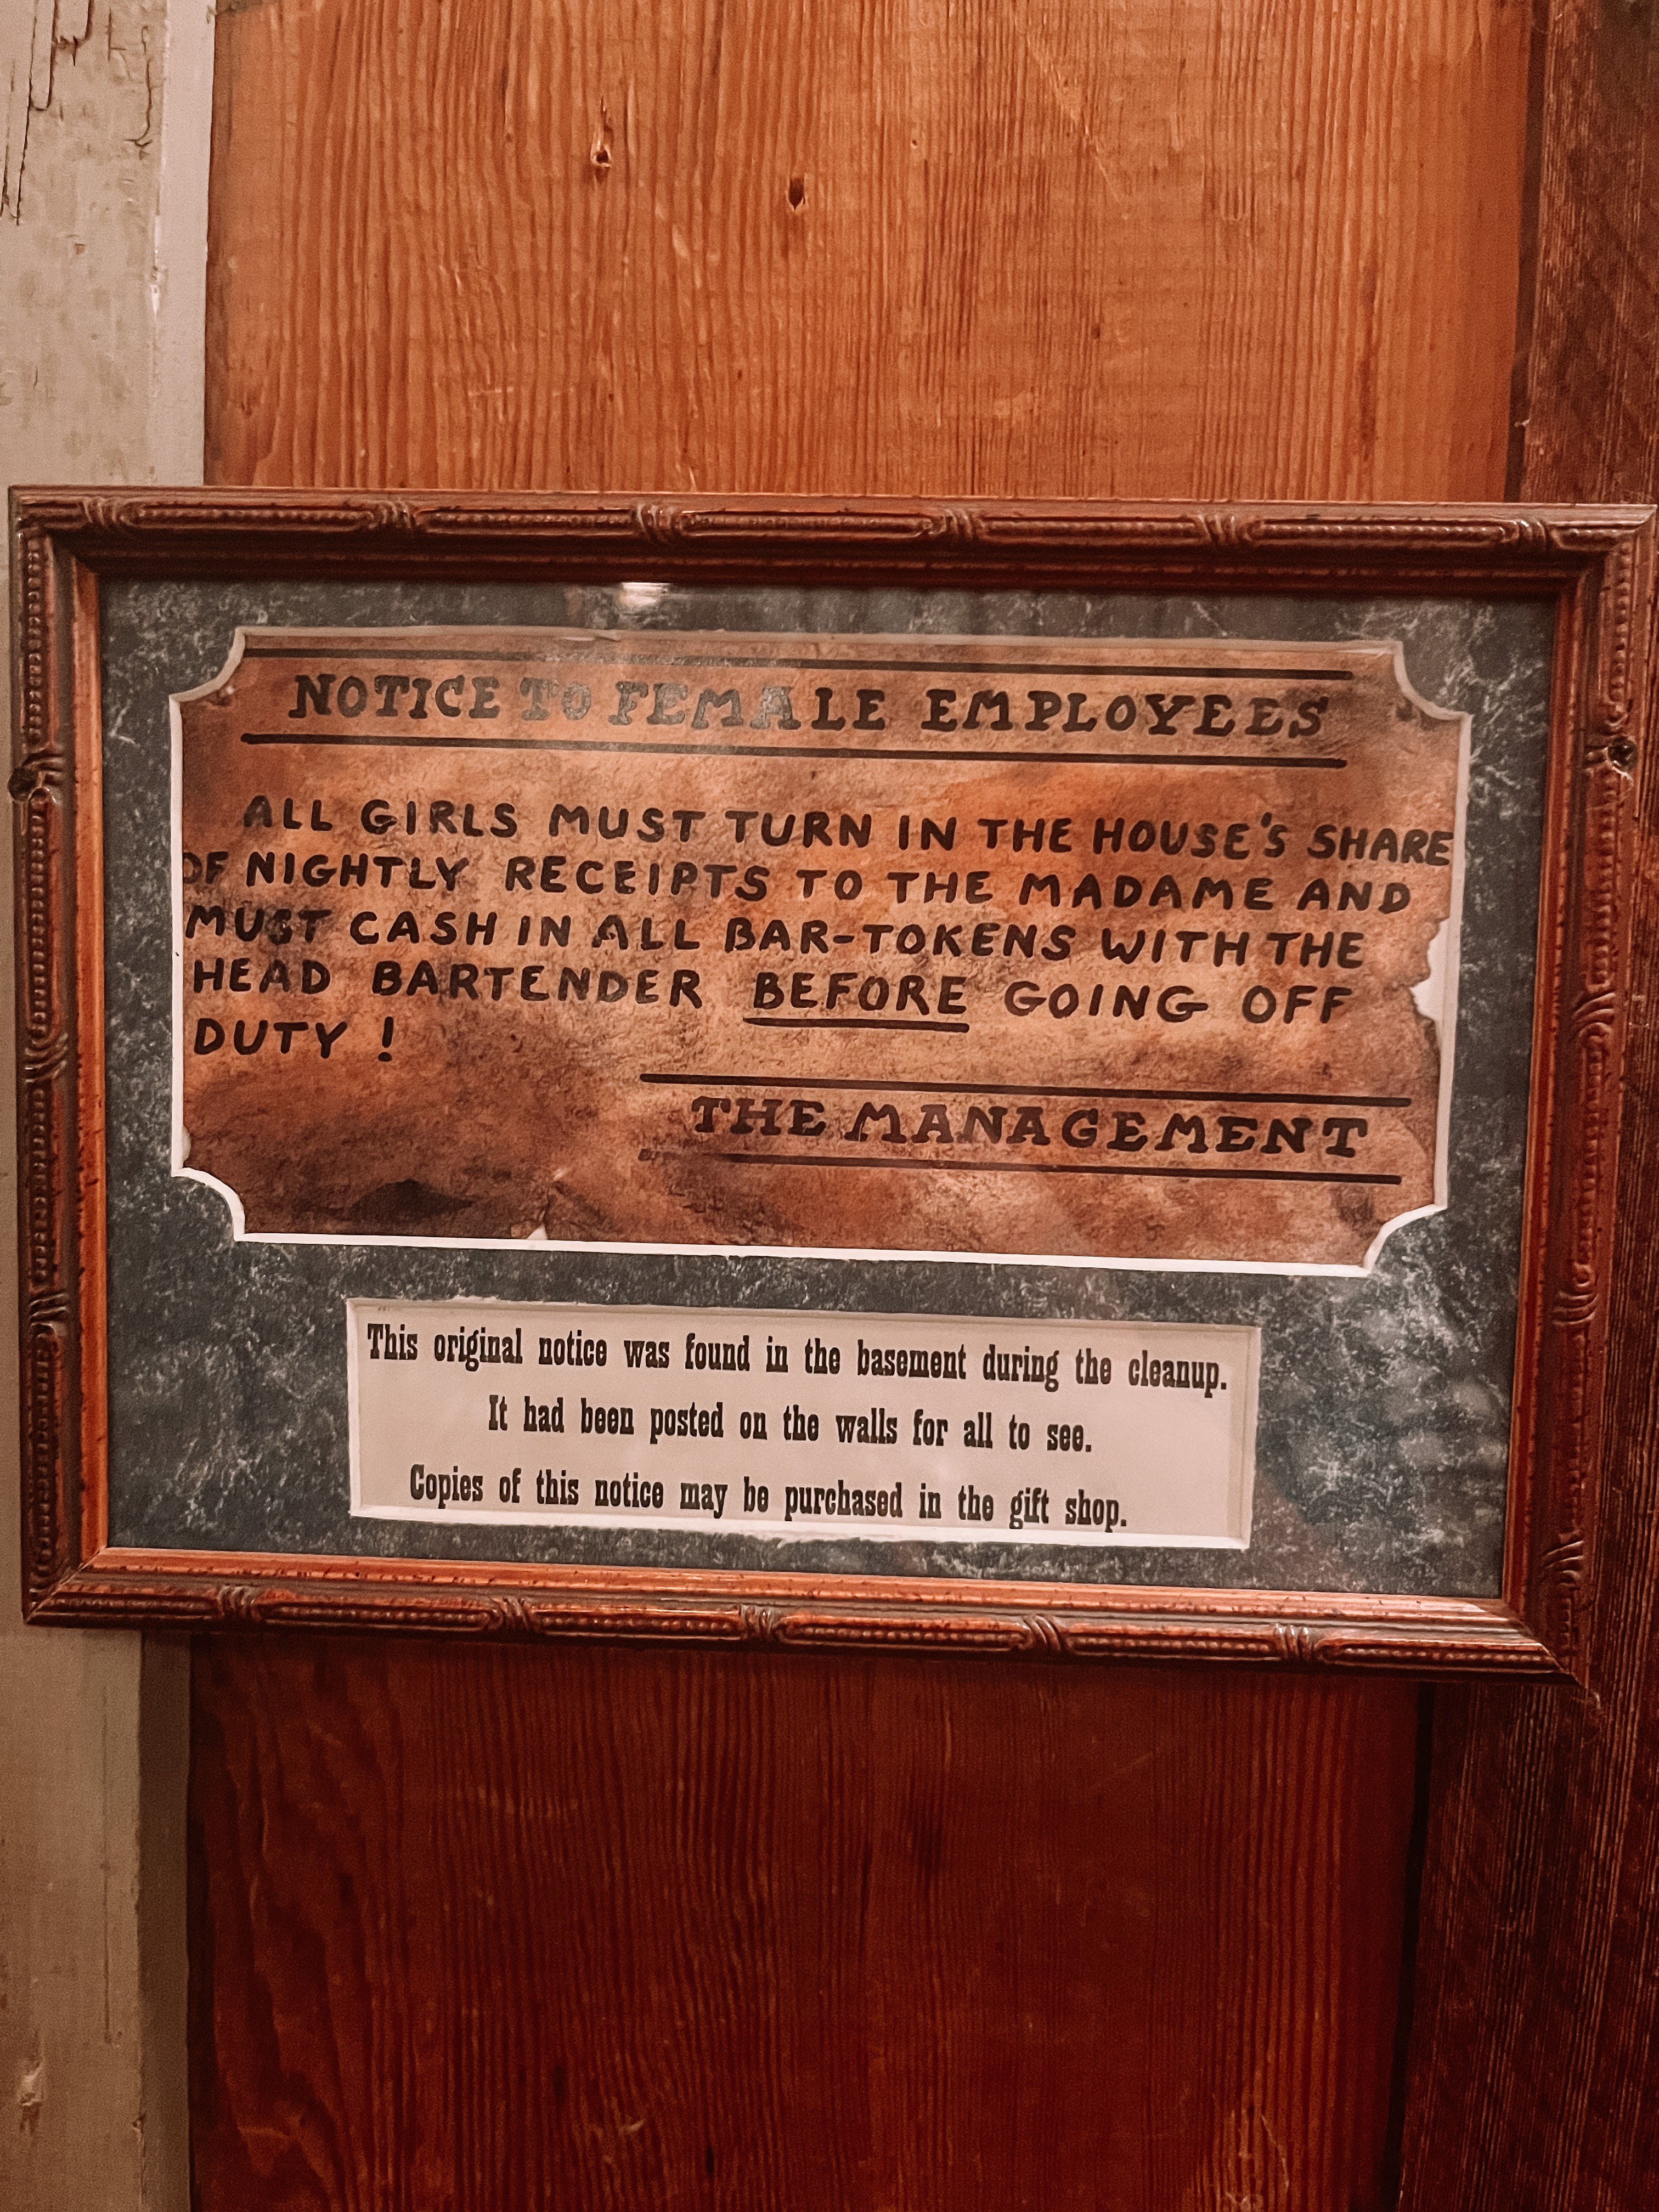 NOTICE TO FEMALE EMPLOYEES
ALL GIRLS MUST TURN IN THE HOUSE'S SHARE
OF NIGHTLY RECEIPTS TO THE MADAME AND
MUST CASH IN ALL BAR-TOKENS WITH THE
HEAD BARTENDER BEFORE GOING OFF
DUTY !
THE MANAGEMENT
This original notice was found in the basement during the cleanup.
It had been posted on the walls for all to see.
Copies of this notice may be purchased in the gift shop.